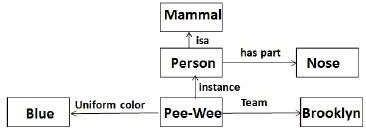 Mammal
isa
Person
has part
Nose
instance
Blue
Uniform color
Pee-Wee
Team
Brooklyn